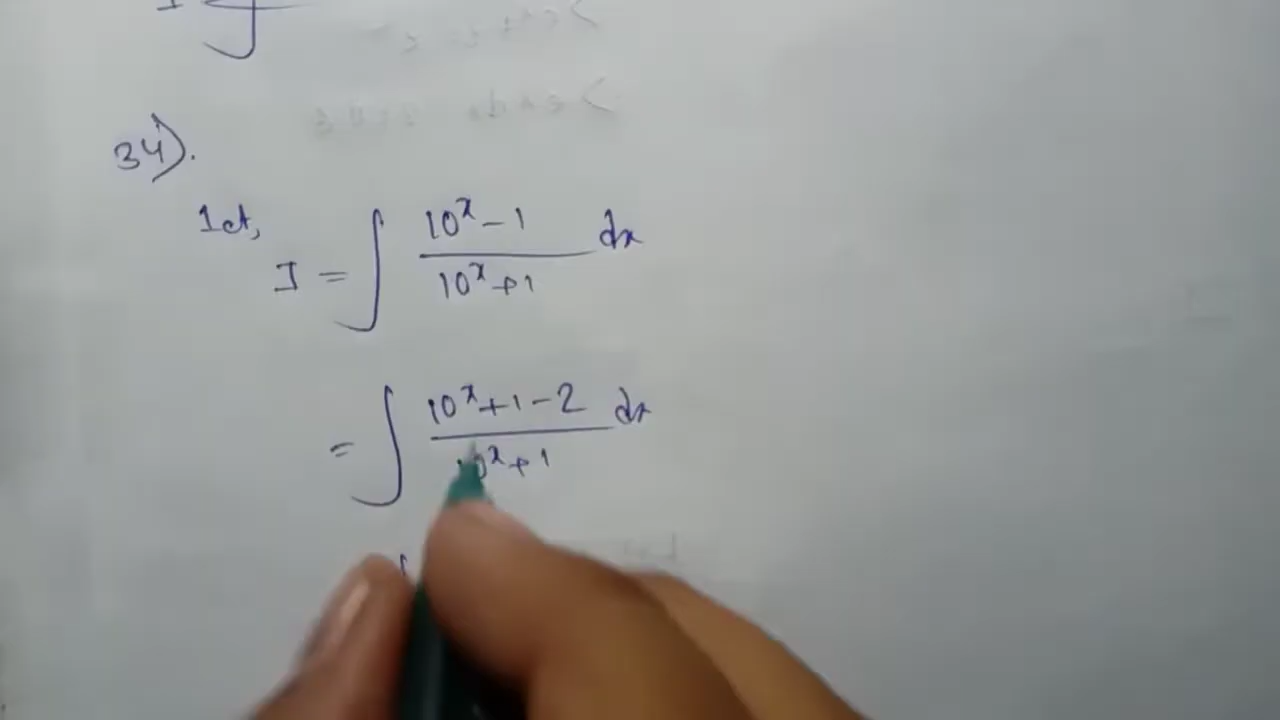 34).
Let,
I = ∫ (10^x - 1)/(10^x + 1) dx
= ∫ (10^x + 1 - 2)/(10^x + 1) dx